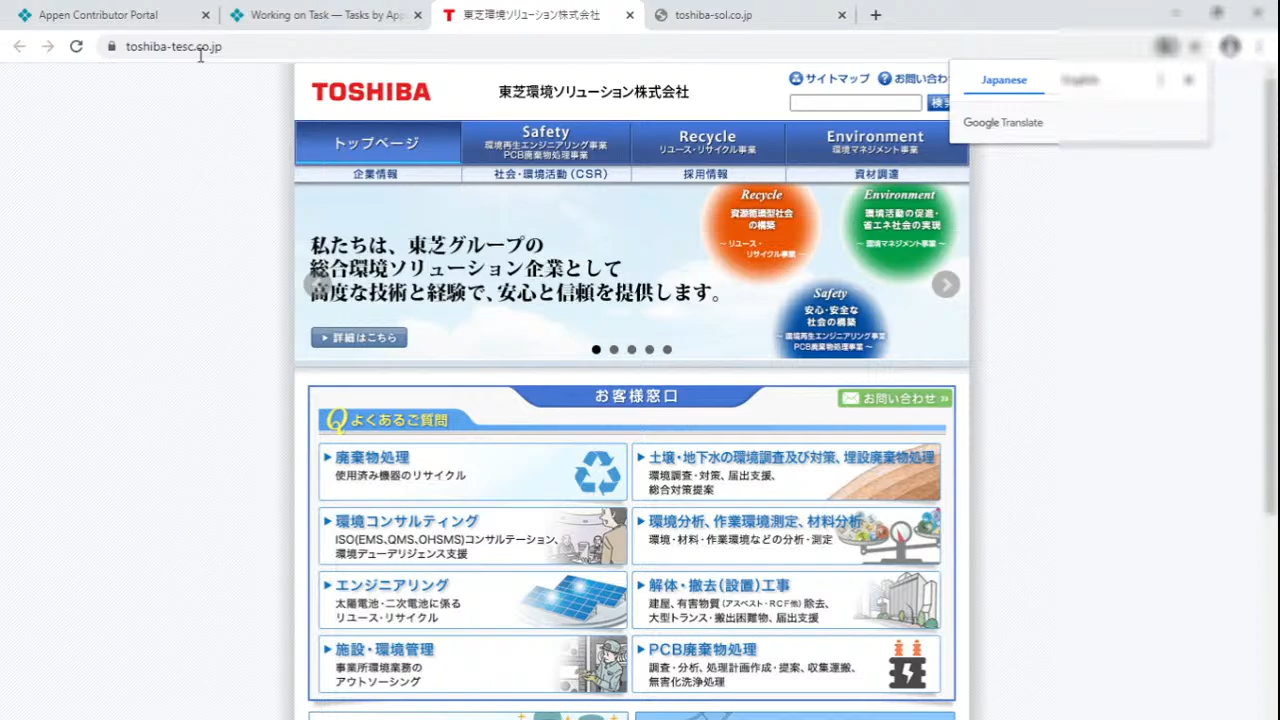 Appen Contributor Portal
Working on Task — Tasks by App
東芝環境ソリューション株式会社
toshiba-sol.co.jp
toshiba-tesc.co.jp
TOSHIBA
東芝環境ソリューション株式会社
サイトマップ
お問い合わ
検索
Japanese
English
Google Translate
トップページ
Safety
環境再生エンジニアリング事業
PCB廃棄物処理事業
Recycle
リユース・リサイクル事業
Environment
環境マネジメント事業
企業情報
社会・環境活動(CSR)
採用情報
資材調達
私たちは、東芝グループの
総合環境ソリューション企業として
高度な技術と経験で、安心と信頼を提供します。
詳細はこちら
Recycle
資源循環型社会
の構築
~リユース・
リサイクル事業~
Environment
環境活動の促進・
省エネ社会の実現
~環境マネジメント事業~
Safety
安心・安全な
社会の構築
~環境再生エンジニアリング事業
PCB廃棄物処理事業~
お客様窓口
お問い合わせ »
Qよくあるご質問
廃棄物処理
使用済み機器のリサイクル
土壌・地下水の環境調査及び対策、埋設廃棄物処理
環境調査・対策、届出支援、
総合対策提案
環境コンサルティング
ISO(EMS、QMS、OHSMS)コンサルテーション、
環境デューデリジェンス支援
環境分析、作業環境測定、材料分析
環境・材料・作業環境などの分析・測定
エンジニアリング
太陽電池・二次電池に係る
リユース・リサイクル
解体・撤去(設置)工事
建屋、有害物質(アスベスト・RCF他)除去、
大型トランス・搬出困難物、届出支援
施設・環境管理
事業所環境業務の
アウトソーシング
PCB廃棄物処理
調査・分析、処理計画作成・提案、収集運搬、
無害化洗浄処理